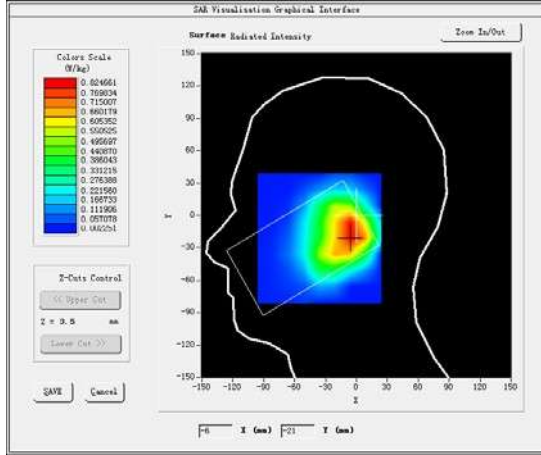 SAR Visualisation Graphical Interface
Surface Radiated Intensity
Zoom In/Out
Colors Scale
(W/kg)
0.824661
0.769834
0.715007
0.660179
0.605352
0.550525
0.495697
0.440870
0.386043
0.331215
0.276388
0.221560
0.166733
0.111906
0.057078
0.002251
Z-Cuts Control
<< Upper Cut
Z = 3.5 mm
Lower Cut >>
SAVE Cancel
150
120
90
60
30
0
-30
-60
-90
-120
-150
Y
-150 -120 -90 -60 -30 0 30 60 90 120 150
X
-6 X (mm) -21 Y (mm)